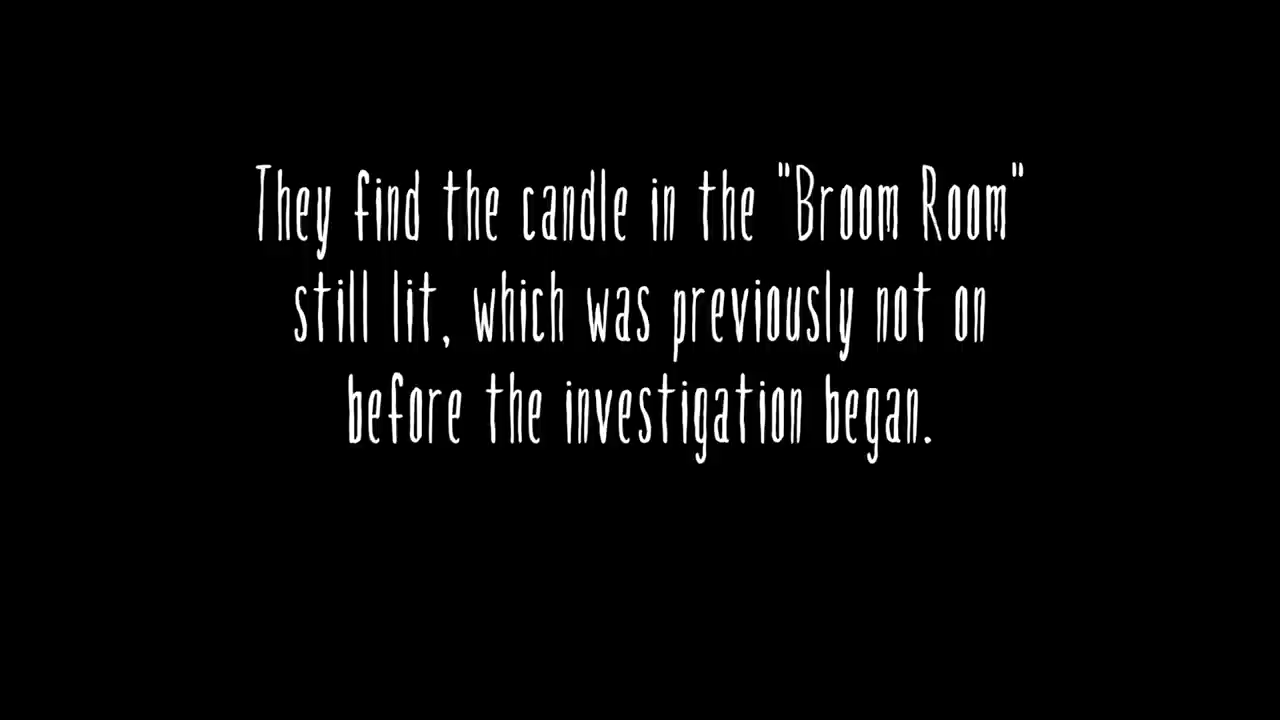 They find the candle in the "Broom Room"
still lit, which was previously not on
before the investigation began.